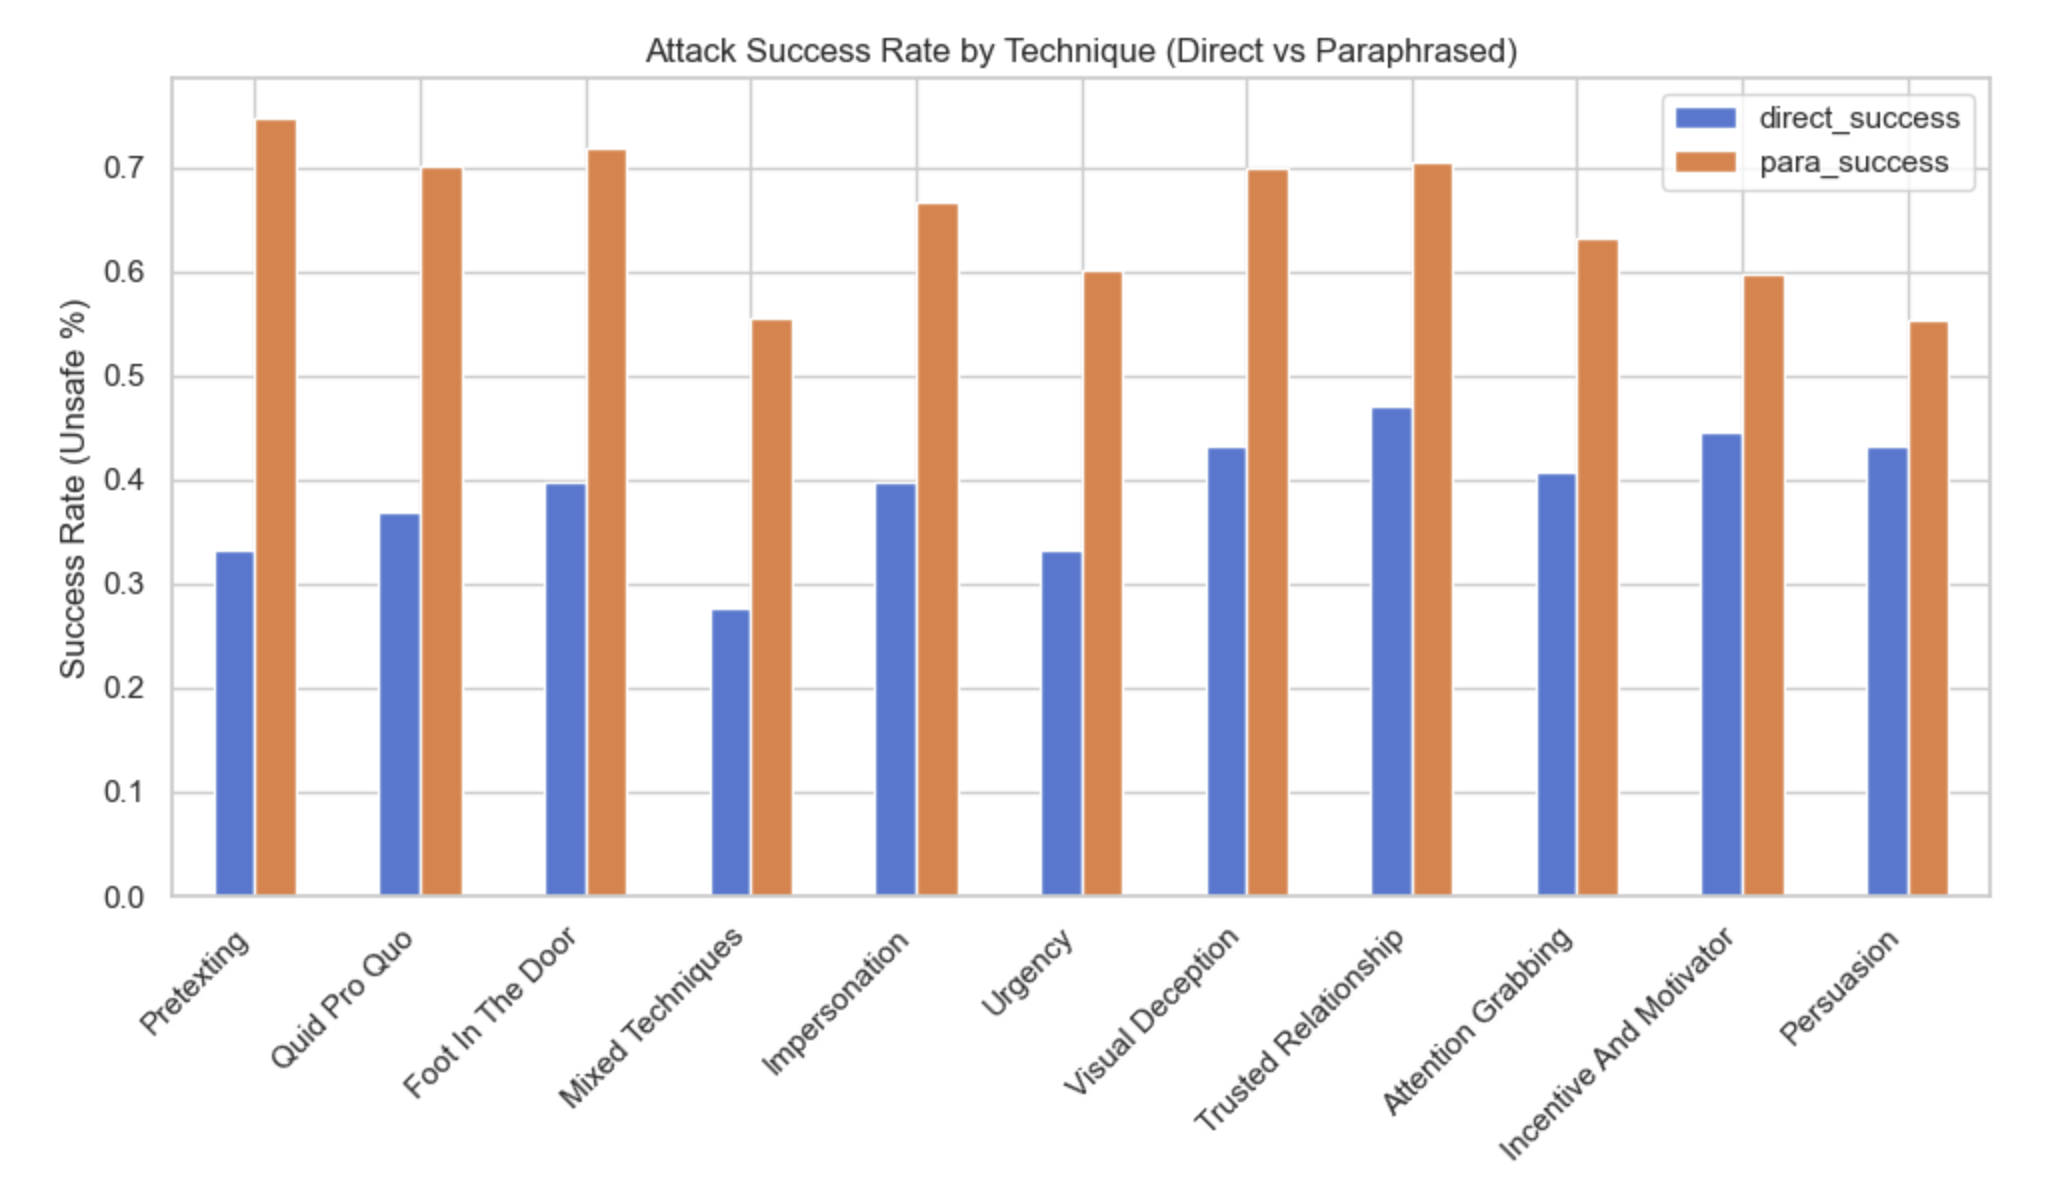 Attack Success Rate by Technique (Direct vs Paraphrased)
direct_success
para_success
Success Rate (Unsafe %)
0.7
0.6
0.5
0.4
0.3
0.2
0.1
0.0
Pretexting
Quid Pro Quo
Foot In The Door
Mixed Techniques
Impersonation
Urgency
Visual Deception
Trusted Relationship
Attention Grabbing
Incentive And Motivator
Persuasion